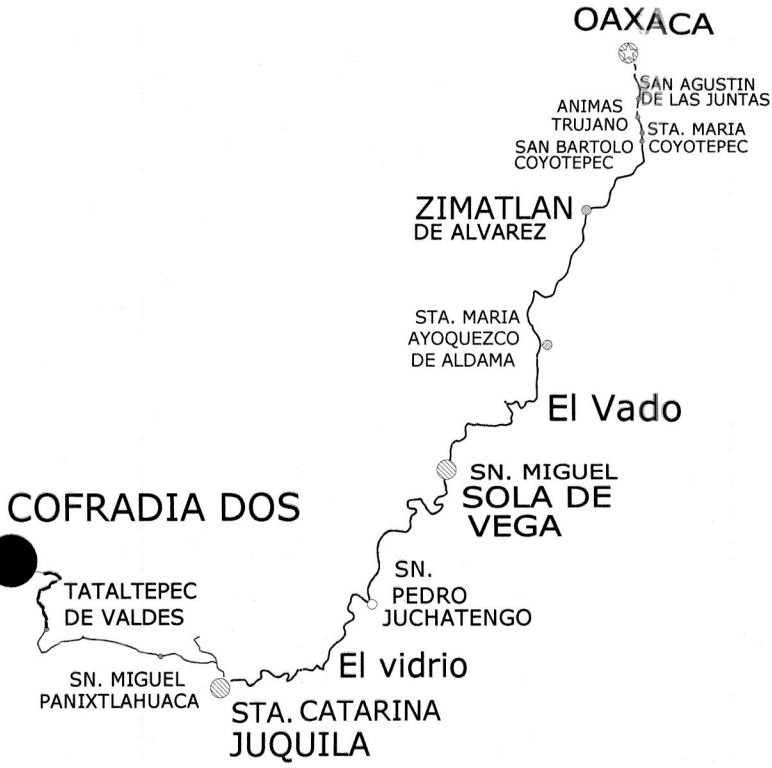 OAXACA
SAN AGUSTIN
DE LAS JUNTAS
ANIMAS
TRUJANO
STA. MARIA
COYOTEPEC
SAN BARTOLO
COYOTEPEC
ZIMATLAN
DE ALVAREZ
STA. MARIA
AYOQUEZCO
DE ALDAMA
El Vado
SN. MIGUEL
SOLA DE
VEGA
COFRADIA DOS
SN.
PEDRO
JUCHATENGO
TATALTEPEC
DE VALDES
El vidrio
SN. MIGUEL
PANIXTLAHUACA
STA. CATARINA
JUQUILA